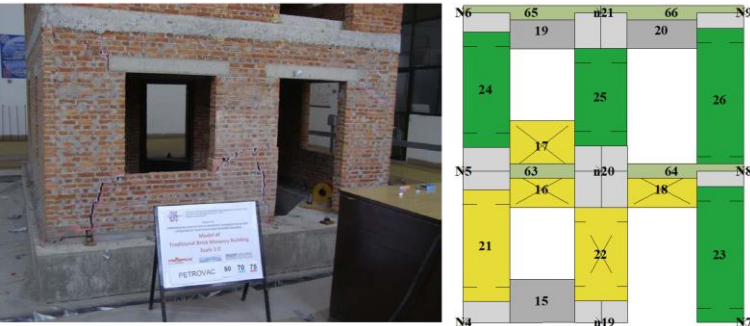 Model of
Traditional Brick Masonry Building
Scale 1:2
PETROVAC 50 70 75
N6 65 n21 66 N9
19 20
24 25 26
17
N5 63 n20 64 N8
16 18
21 22 23
15
N4 n19 N7